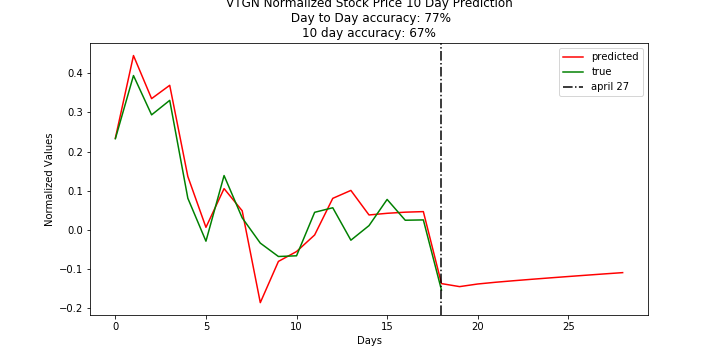 VTGN Normalized Stock Price 10 Day Prediction
Day to Day accuracy: 77%
10 day accuracy: 67%
predicted
true
april 27
0.4
0.3
0.2
0.1
0.0
−0.1
−0.2
Normalized Values
0 5 10 15 20 25
Days